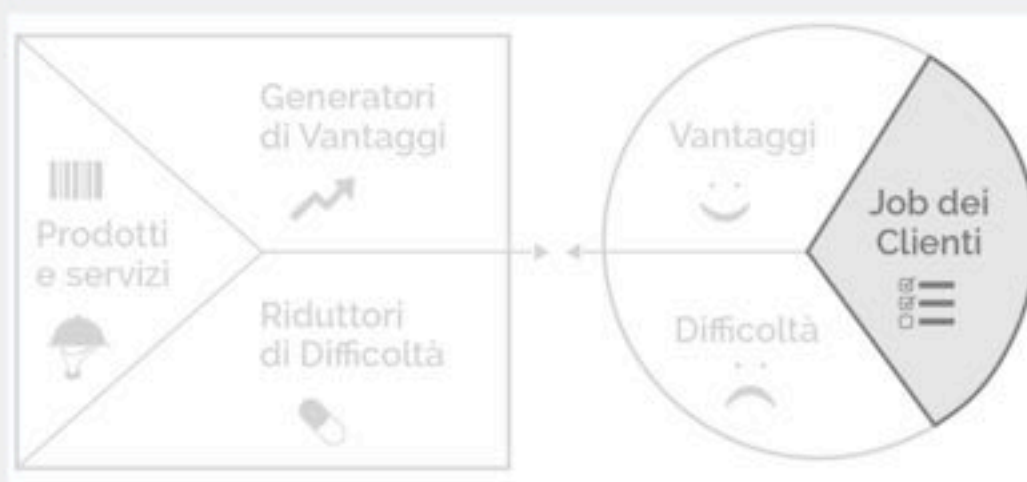 Generatori
di Vantaggi
Prodotti
e servizi
Riduttori
di Difficoltà
Vantaggi
Difficoltà
Job dei
Clienti